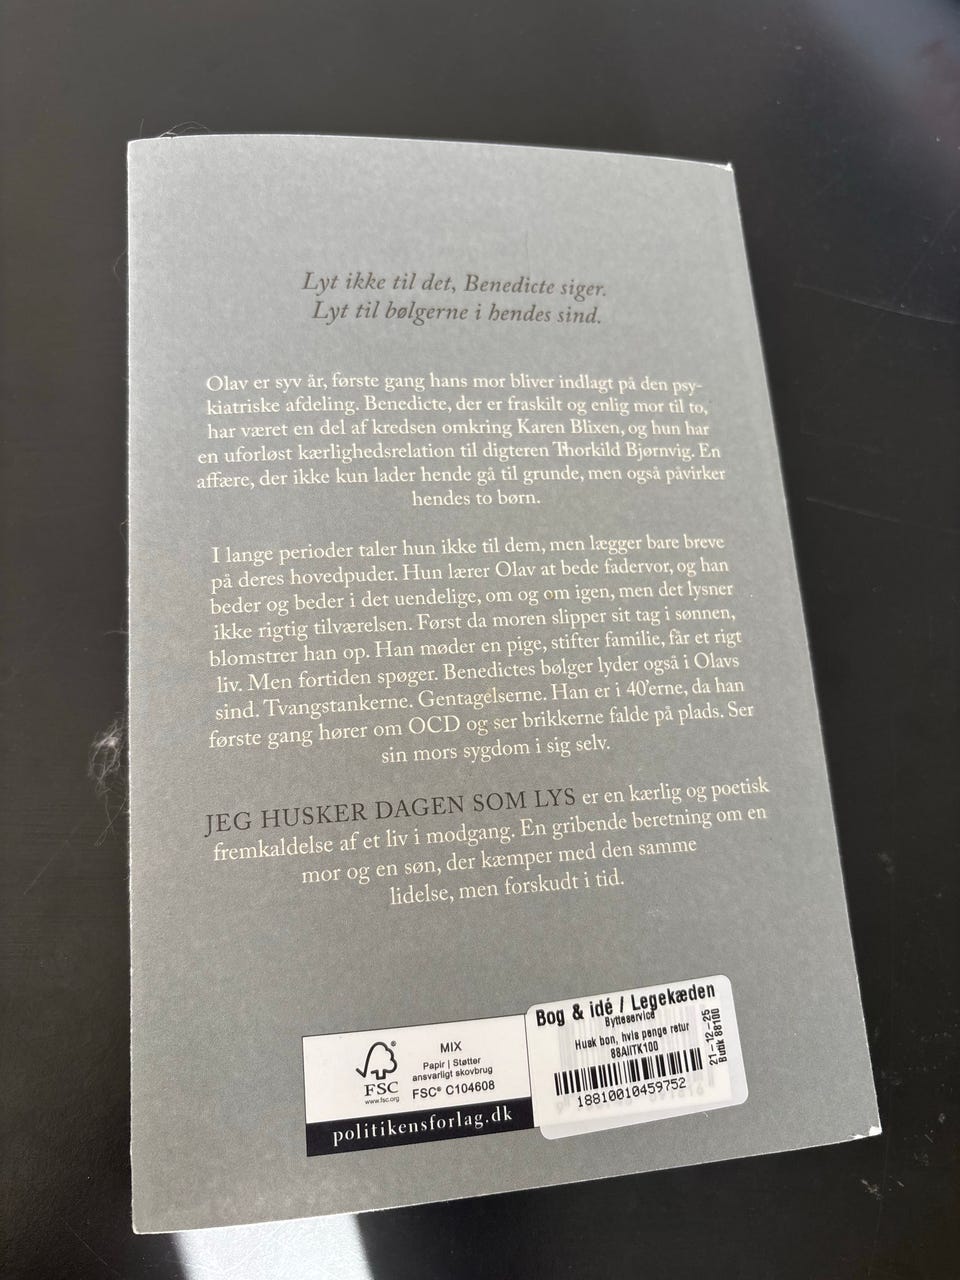 Lyt ikke til det, Benedicte siger.
Lyt til bølgerne i hendes sind.
Olav er syv år, første gang hans mor bliver indlagt på den psy-
kiatriske afdeling. Benedicte, der er fraskilt og enlig mor til to,
har været en del af kredsen omkring Karen Blixen, og hun har
en uforløst kærlighedsrelation til digteren Thorkild Bjørnvig. En
affære, der ikke kun lader hende gå til grunde, men også påvirker
hendes to børn.
I lange perioder taler hun ikke til dem, men lægger bare breve
på deres hovedpuder. Hun lærer Olav at bede fadervor, og han
beder og beder i det uendelige, om og om igen, men det lysner
ikke rigtig tilværelsen. Først da moren slipper sit tag i sønnen,
blomstrer han op. Han møder en pige, stifter familie, får et rigt
liv. Men fortiden spøger. Benedictes bølger lyder også i Olavs
sind. Tvangstankerne. Gentagelserne. Han er i 40'erne, da han
første gang hører om OCD og ser brikkerne falde på plads. Ser
sin mors sygdom i sig selv.
JEG HUSKER DAGEN SOM LYS er en kærlig og poetisk
fremkaldelse af et liv i modgang. En gribende beretning om en
mor og en søn, der kæmper med den samme
lidelse, men forskudt i tid.
FSC
www.fsc.org
MIX
Papir | Støtter
ansvarligt skovbrug
FSC® C104608
politikensforlag.dk
Bog & idé / Legekæden
Bytteservice
Husk bon, hvis penge retur
88AIITK100
18810010459752
21-12-25
Butik 88100